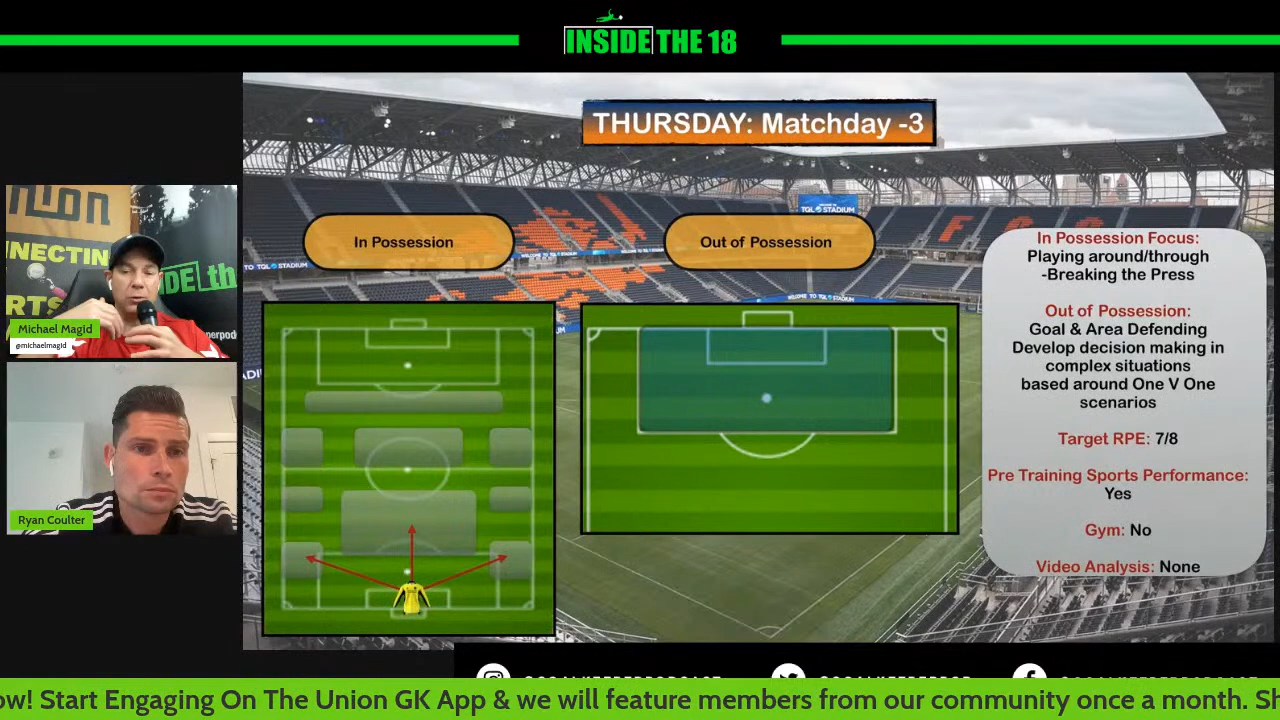 INSIDE THE 18
THURSDAY: Matchday -3
In Possession
Out of Possession
TQL STADIUM
In Possession Focus:
Playing around/through
-Breaking the Press
Out of Possession:
Goal & Area Defending
Develop decision making in
complex situations
based around One V One
scenarios
Target RPE: 7/8
Pre Training Sports Performance:
Yes
Gym: No
Video Analysis: None
Michael Magid
@michaelmagid
Ryan Coulter
ow! Start Engaging On The Union GK App & we will feature members from our community once a month. Sh